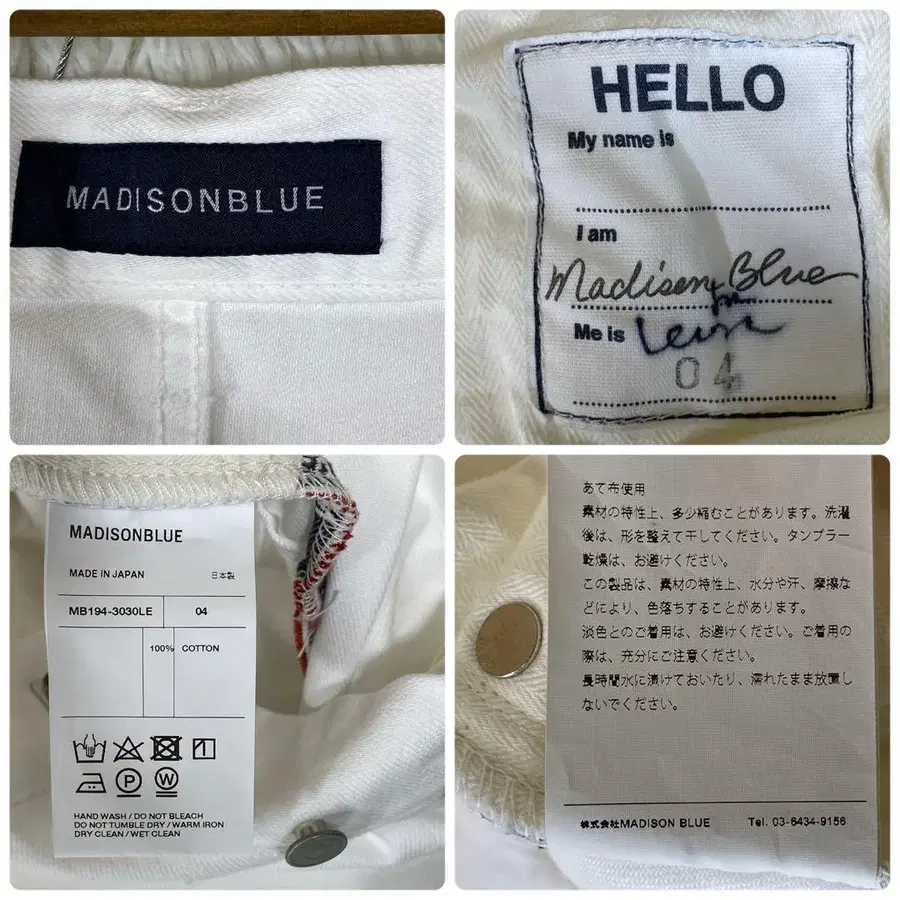 MADISONBLUE
HELLO
My name is
I am
Madison Blue
Me is
04
MADISONBLUE
MADE IN JAPAN 日本製
MB194-3030LE 04
100% COTTON
P W
HAND WASH / DO NOT BLEACH
DO NOT TUMBLE DRY / WARM IRON
DRY CLEAN / WET CLEAN
あて布使用
素材の特性上、多少縮むことがあります。洗濯
後は、形を整えて干してください。タンブラー
乾燥は、お避けください。
この製品は、素材の特性上、水分や汗、摩擦な
どにより、色落ちすることがあります。
淡色とのご着用は、お避けください。ご着用の
際は、充分にご注意ください。
長時間水に漬けておいたり、濡れたまま放置し
ないでください。
株式会社MADISON BLUE Tel. 03-6434-9156